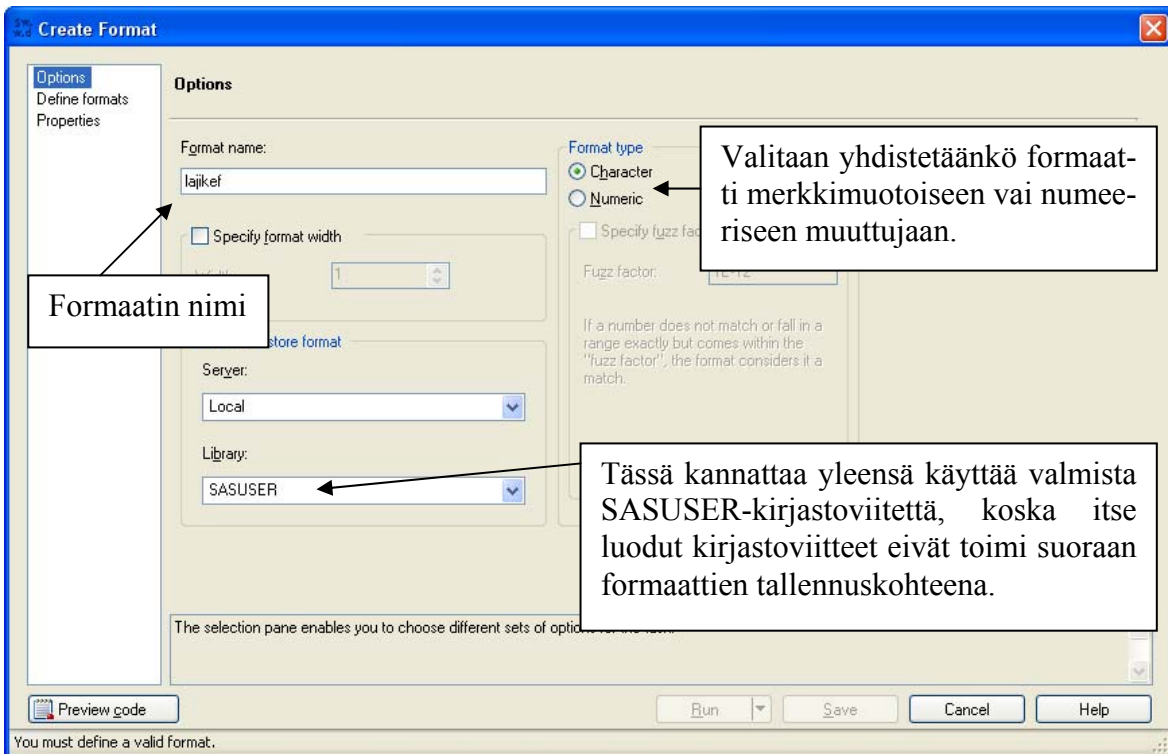 Create Format
Options
Define formats
Properties
Options
Format name:
lajikef
Specify format width
1
Formaatin nimi
store format
Server:
Local
Library:
SASUSER
Format type
Character
Numeric
Specify fuzz
Fuzz factor:
If a number does not match or fall in a
range exactly but comes within the
"fuzz factor", the format considers it a
match.
Valitaan yhdistetäänkö formaat-
ti merkkimuotoiseen vai numee-
riseen muuttujaan.
Tässä kannattaa yleensä käyttää valmista
SASUSER-kirjastoviitettä, koska itse
luodut kirjastoviitteet eivät toimi suoraan
formaattien tallennuskohteena.
The selection pane enables you to choose different sets of
Preview code
Run
Save
Cancel
Help
You must define a valid format.